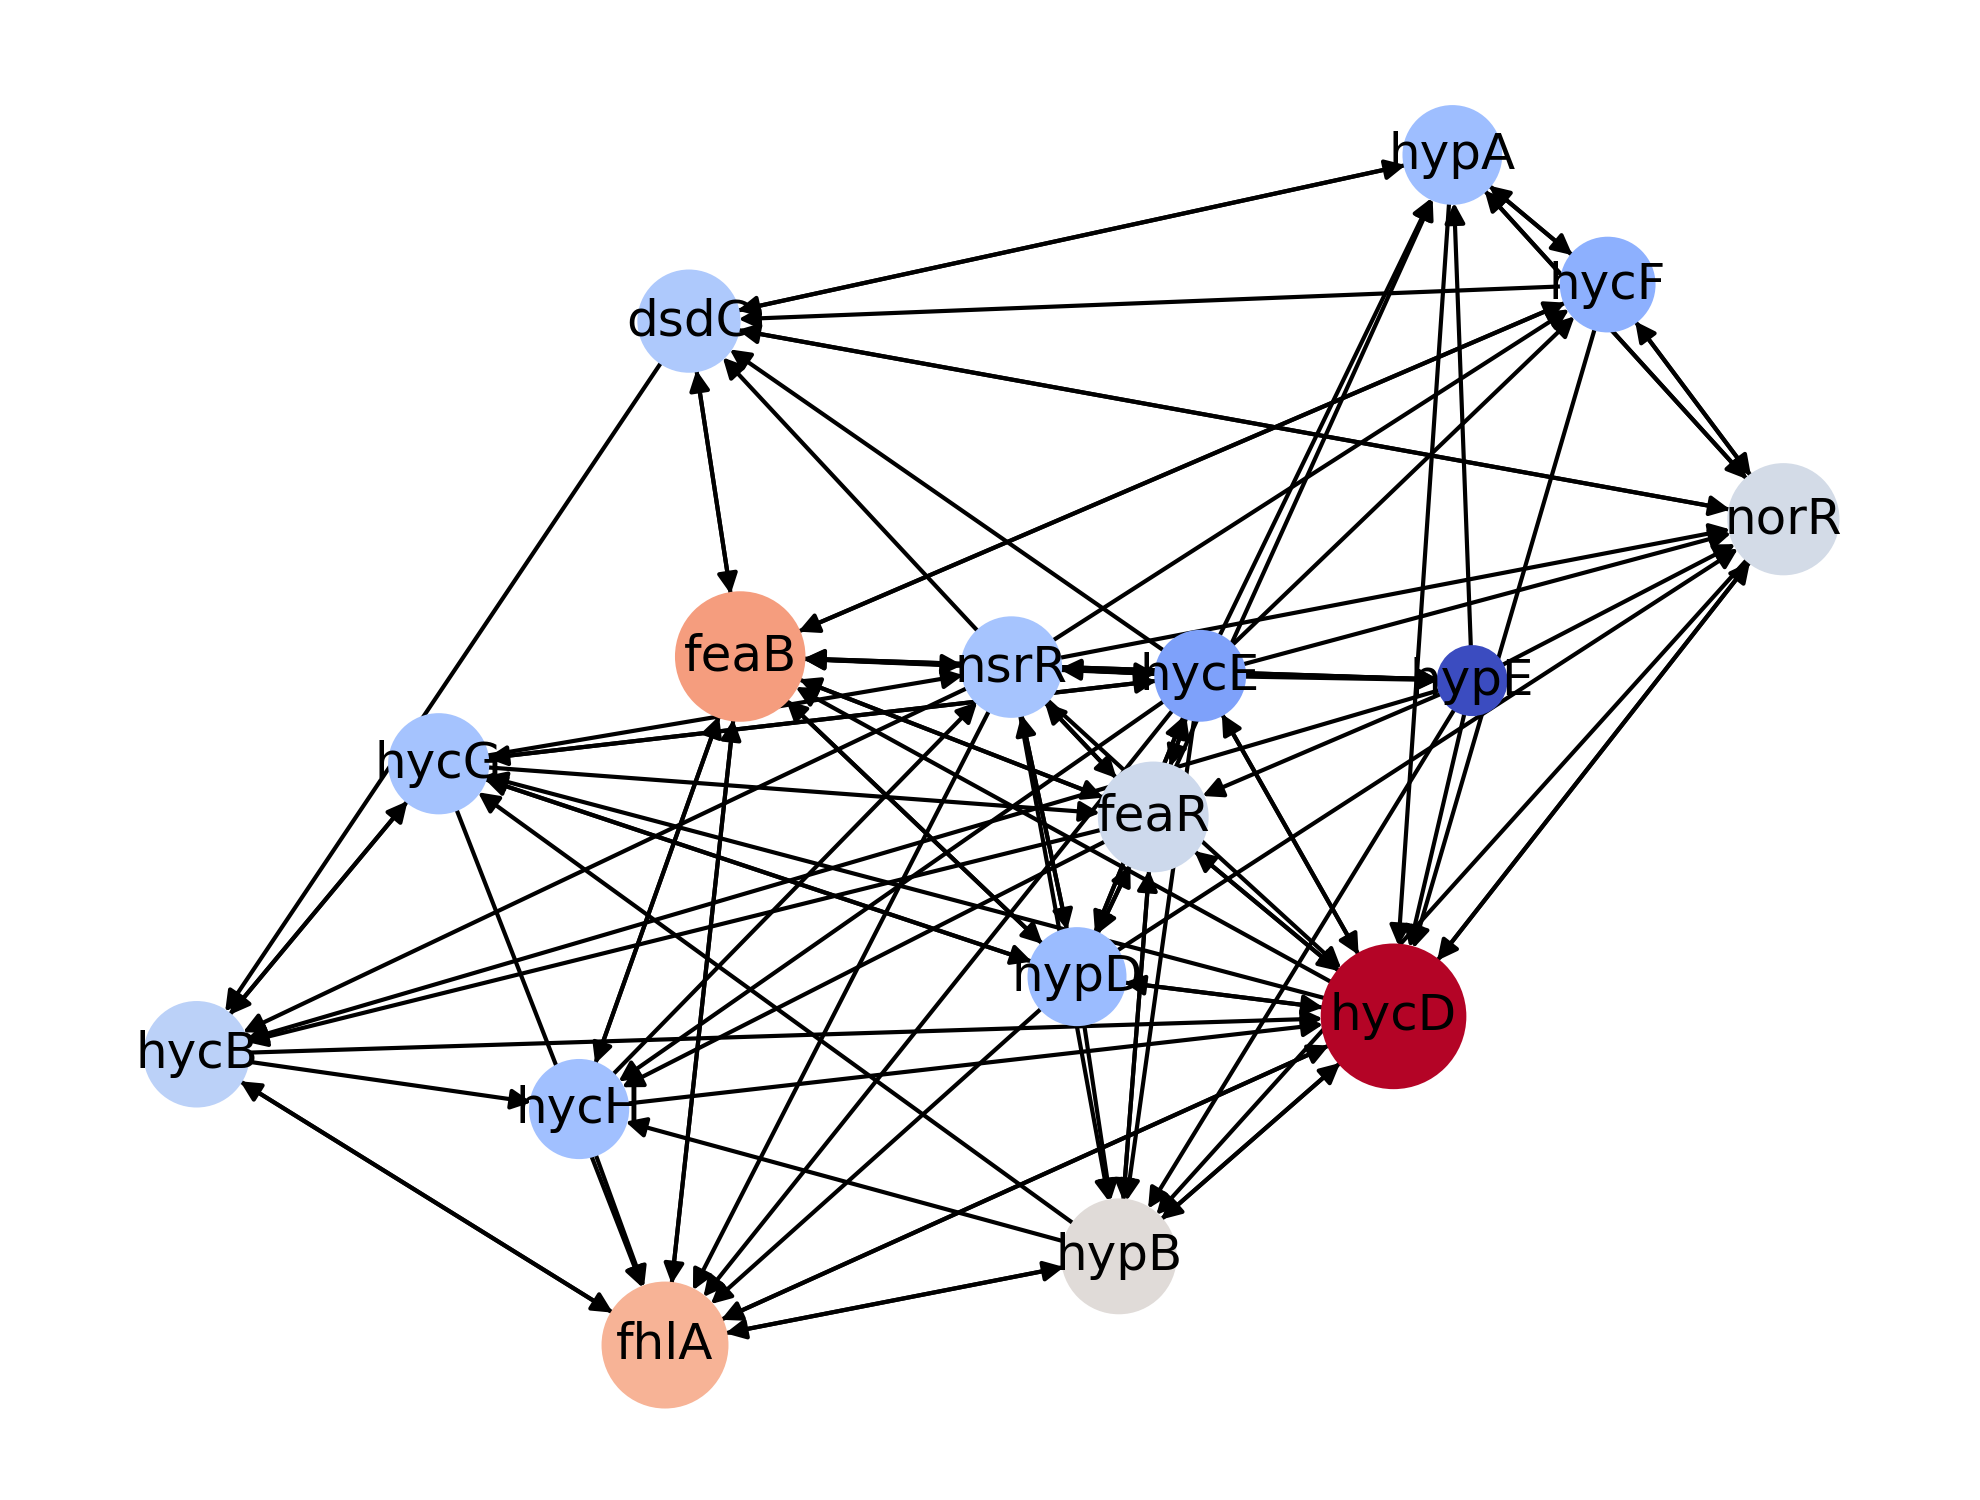 hypA
hycF
dsdC
norR
feaB
nsrR
hycE
hypE
hycG
feaR
hypD
hycD
hycB
hycH
hypB
fhlA